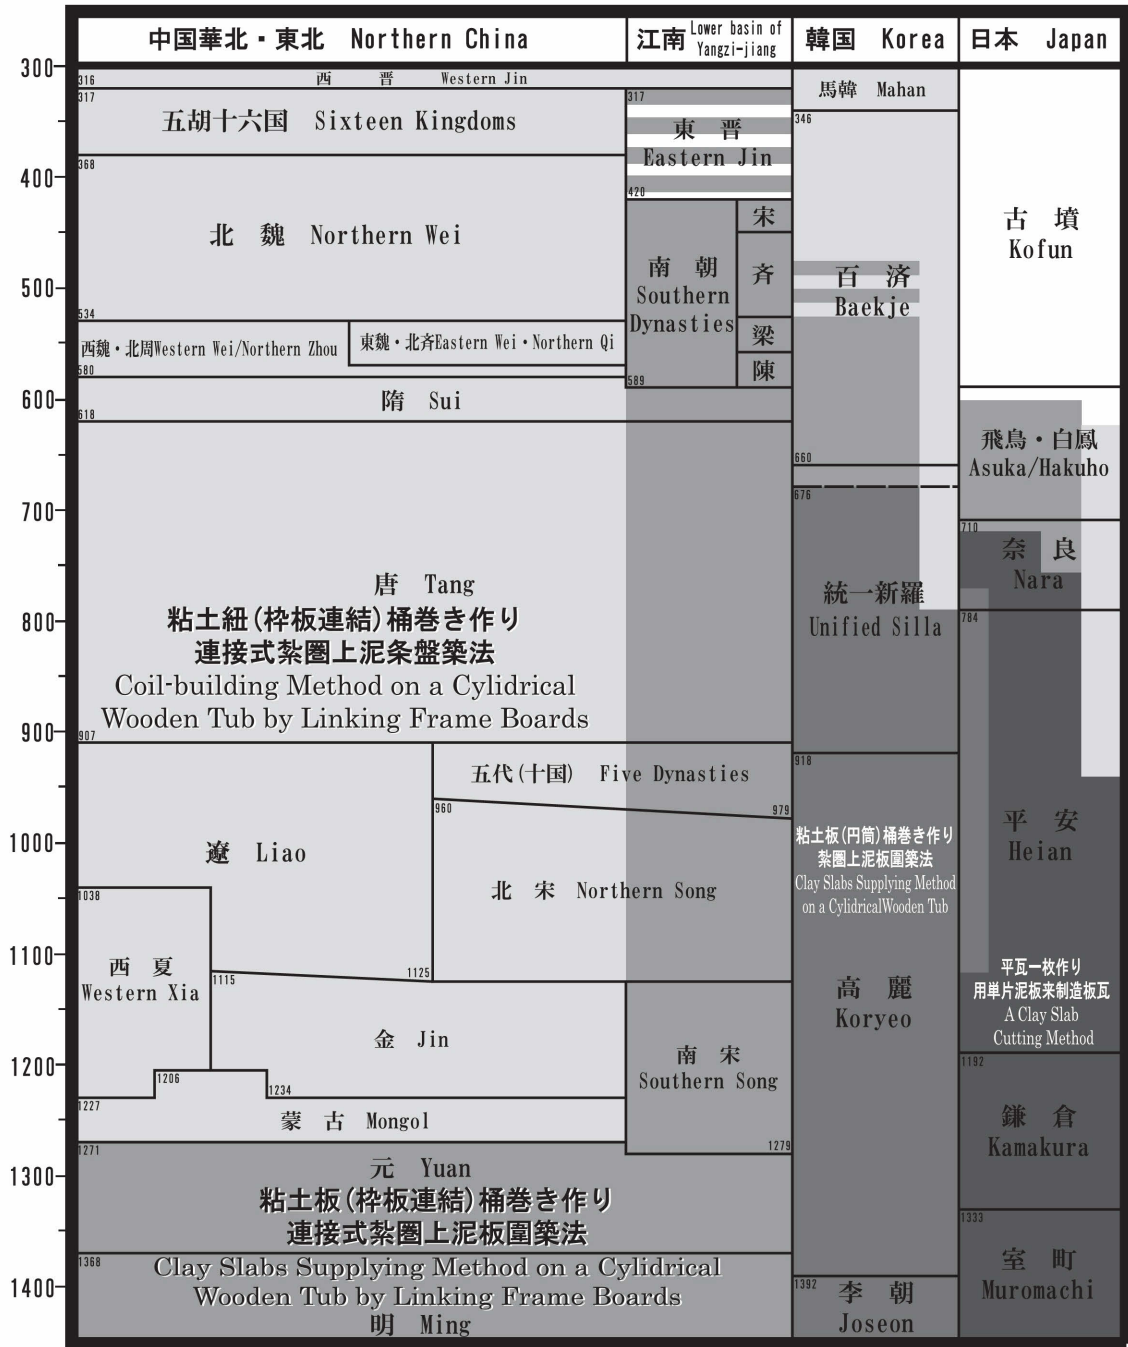 中国華北・東北 Northern China
江南 Lower basin of
Yangzi-jiang
韓国 Korea
日本 Japan
300
400
500
600
700
800
900
1000
1100
1200
1300
1400
316
西 晋 Western Jin
317
五胡十六国 Sixteen Kingdoms
368
北 魏 Northern Wei
534
西魏・北周Western Wei/Northern Zhou
東魏・北斉Eastern Wei・Northern Qi
580
隋 Sui
618
唐 Tang
粘土紐(枠板連結)桶巻き作り
連接式紮圏上泥条盤築法
Coil-building Method on a Cylidrical
Wooden Tub by Linking Frame Boards
907
五代(十国) Five Dynasties
960
979
遼 Liao
北 宋 Northern Song
1038
西 夏
Western Xia
1115
1125
金 Jin
1206
1234
1227
蒙 古 Mongol
1271
元 Yuan
粘土板(枠板連結)桶巻き作り
連接式紮圏上泥板圍築法
1368
Clay Slabs Supplying Method on a Cylidrical
Wooden Tub by Linking Frame Boards
明 Ming
317
東 晋
Eastern Jin
420
南 朝
Southern
Dynasties
宋
斉
梁
陳
589
南 宋
Southern Song
1279
馬韓 Mahan
346
百 済
Baekje
660
676
統一新羅
Unified Silla
918
粘土板(円筒)桶巻き作り
紮圏上泥板圍築法
Clay Slabs Supplying Method
on a CylidricalWooden Tub
高 麗
Koryeo
1392
李 朝
Joseon
古 墳
Kofun
飛鳥・白鳳
Asuka/Hakuho
710
奈 良
Nara
784
平 安
Heian
平瓦一枚作り
用単片泥板来制造板瓦
A Clay Slab
Cutting Method
1192
鎌 倉
Kamakura
1333
室 町
Muromachi